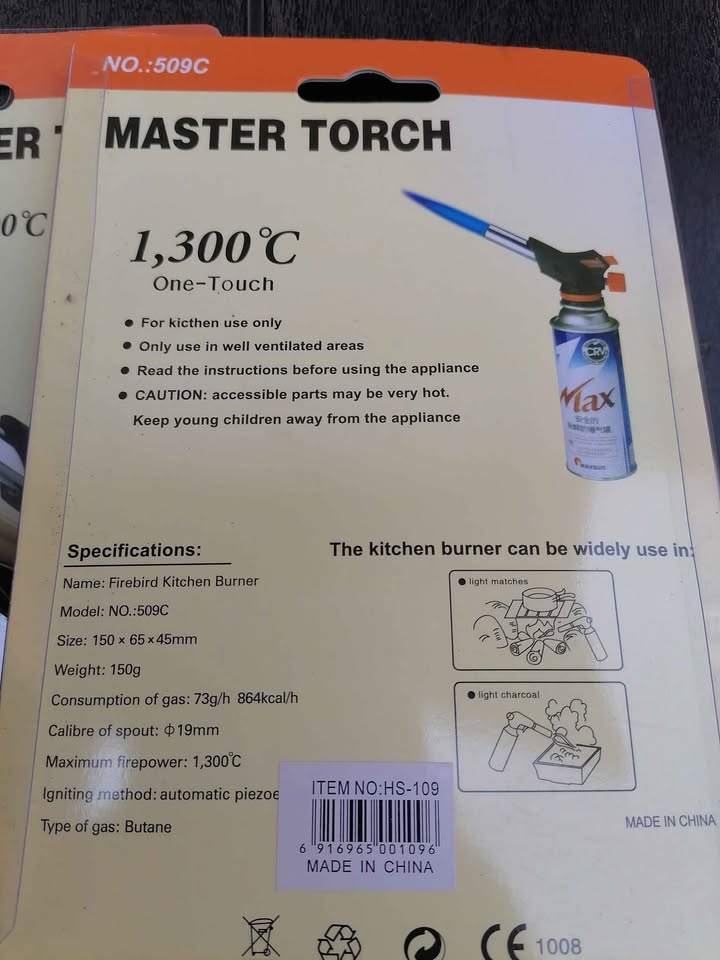 NO.:509C
ER
MASTER TORCH
0℃
1,300℃
One-Touch
● For kicthen use only
● Only use in well ventilated areas
● Read the instructions before using the appliance
● CAUTION: accessible parts may be very hot.
Keep young children away from the appliance
CRV
Max
安全的
Specifications:
Name: Firebird Kitchen Burner
Model: NO.:509C
Size: 150 × 65 × 45mm
Weight: 150g
Consumption of gas: 73g/h 864kcal/h
Calibre of spout: Φ19mm
Maximum firepower: 1,300℃
Igniting method: automatic piezoe
Type of gas: Butane
The kitchen burner can be widely use in:
● light matches
● light charcoal
ITEM NO:HS-109
6 916965 001096
MADE IN CHINA
MADE IN CHINA
CE 1008